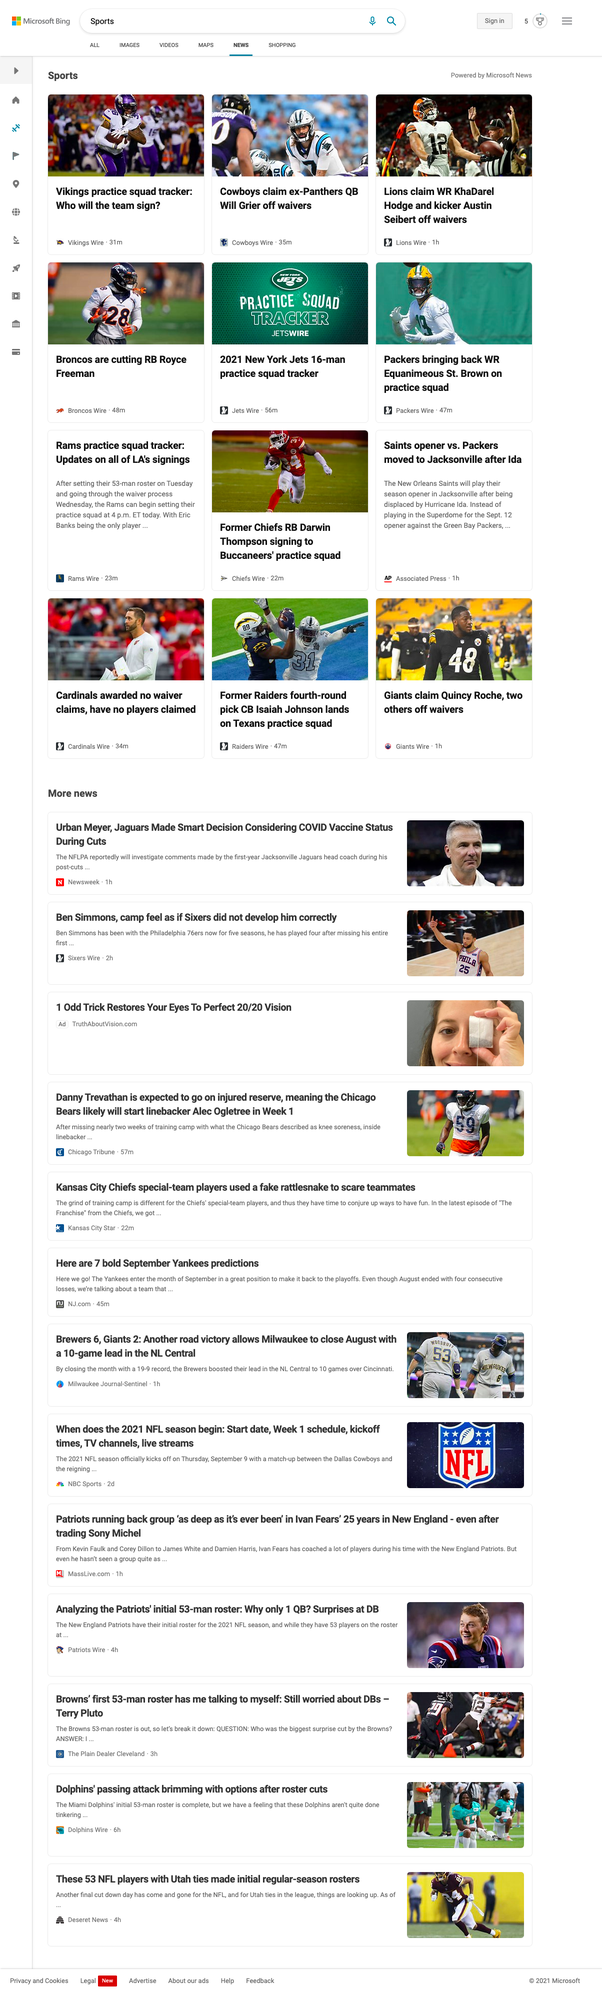 Microsoft Bing
Sports
Sign in
5
ALL IMAGES VIDEOS MAPS NEWS SHOPPING
Sports
Powered by Microsoft News
Vikings practice squad tracker:
Who will the team sign?
Vikings Wire · 31m
Cowboys claim ex-Panthers QB
Will Grier off waivers
Cowboys Wire · 35m
Lions claim WR KhaDarel
Hodge and kicker Austin
Seibert off waivers
Lions Wire · 1h
Broncos are cutting RB Royce
Freeman
Broncos Wire · 48m
NEW YORK
JETS
PRACTICE SQUAD
TRACKER
JETSWIRE
2021 New York Jets 16-man
practice squad tracker
Jets Wire · 56m
Packers bringing back WR
Equanimeous St. Brown on
practice squad
Packers Wire · 47m
Rams practice squad tracker:
Updates on all of LA's signings
After setting their 53-man roster on Tuesday
and going through the waiver process
Wednesday, the Rams can begin setting their
practice squad at 4 p.m. ET today. With Eric
Banks being the only player ...
Rams Wire · 23m
Former Chiefs RB Darwin
Thompson signing to
Buccaneers' practice squad
Chiefs Wire · 22m
Saints opener vs. Packers
moved to Jacksonville after Ida
The New Orleans Saints will play their
season opener in Jacksonville after being
displaced by Hurricane Ida. Instead of
playing in the Superdome for the Sept. 12
opener against the Green Bay Packers, ...
AP Associated Press · 1h
Cardinals awarded no waiver
claims, have no players claimed
Cardinals Wire · 34m
Former Raiders fourth-round
pick CB Isaiah Johnson lands
on Texans practice squad
Raiders Wire · 47m
48
Giants claim Quincy Roche, two
others off waivers
Giants Wire · 1h
More news
Urban Meyer, Jaguars Made Smart Decision Considering COVID Vaccine Status
During Cuts
The NFLPA reportedly will investigate comments made by the first-year Jacksonville Jaguars head coach during his
post-cuts ...
N Newsweek · 1h
Ben Simmons, camp feel as if Sixers did not develop him correctly
Ben Simmons has been with the Philadelphia 76ers now for five seasons, he has played four after missing his entire
first ...
Sixers Wire · 2h
PHILA
25
1 Odd Trick Restores Your Eyes To Perfect 20/20 Vision
Ad TruthAboutVision.com
Danny Trevathan is expected to go on injured reserve, meaning the Chicago
Bears likely will start linebacker Alec Ogletree in Week 1
After missing nearly two weeks of training camp with what the Chicago Bears described as knee soreness, inside
linebacker ...
Chicago Tribune · 57m
59
Kansas City Chiefs special-team players used a fake rattlesnake to scare teammates
The grind of training camp is different for the Chiefs' special-team players, and thus they have time to conjure up ways to have fun. In the latest episode of "The
Franchise" from the Chiefs, we got ...
Kansas City Star · 22m
Here are 7 bold September Yankees predictions
Here we go! The Yankees enter the month of September in a great position to make it back to the playoffs. Even though August ended with four consecutive
losses, we're talking about a team that ...
NJ.com · 45m
Brewers 6, Giants 2: Another road victory allows Milwaukee to close August with
a 10-game lead in the NL Central
By closing the month with a 19-9 record, the Brewers boosted their lead in the NL Central to 10 games over Cincinnati.
Milwaukee Journal-Sentinel · 1h
53
6
When does the 2021 NFL season begin: Start date, Week 1 schedule, kickoff
times, TV channels, live streams
The 2021 NFL season officially kicks off on Thursday, September 9 with a match-up between the Dallas Cowboys and
the reigning ...
NBC Sports · 2d
NFL
Patriots running back group 'as deep as it's ever been' in Ivan Fears' 25 years in New England - even after
trading Sony Michel
From Kevin Faulk and Corey Dillon to James White and Damien Harris, Ivan Fears has coached a lot of players during his time with the New England Patriots. But
even he hasn't seen a group quite as ...
MassLive.com · 1h
Analyzing the Patriots' initial 53-man roster: Why only 1 QB? Surprises at DB
The New England Patriots have their initial roster for the 2021 NFL season, and while they have 53 players on the roster
at ...
Patriots Wire · 4h
Browns' first 53-man roster has me talking to myself: Still worried about DBs –
Terry Pluto
The Browns 53-man roster is out, so let's break it down: QUESTION: Who was the biggest surprise cut by the Browns?
ANSWER: I ...
The Plain Dealer Cleveland · 3h
Dolphins' passing attack brimming with options after roster cuts
The Miami Dolphins' initial 53-man roster is complete, but we have a feeling that these Dolphins aren't quite done
tinkering ...
Dolphins Wire · 6h
These 53 NFL players with Utah ties made initial regular-season rosters
Another final cut down day has come and gone for the NFL, and for Utah ties in the league, things are looking up. As of
...
Deseret News · 4h
Privacy and Cookies Legal New Advertise About our ads Help Feedback
© 2021 Microsoft